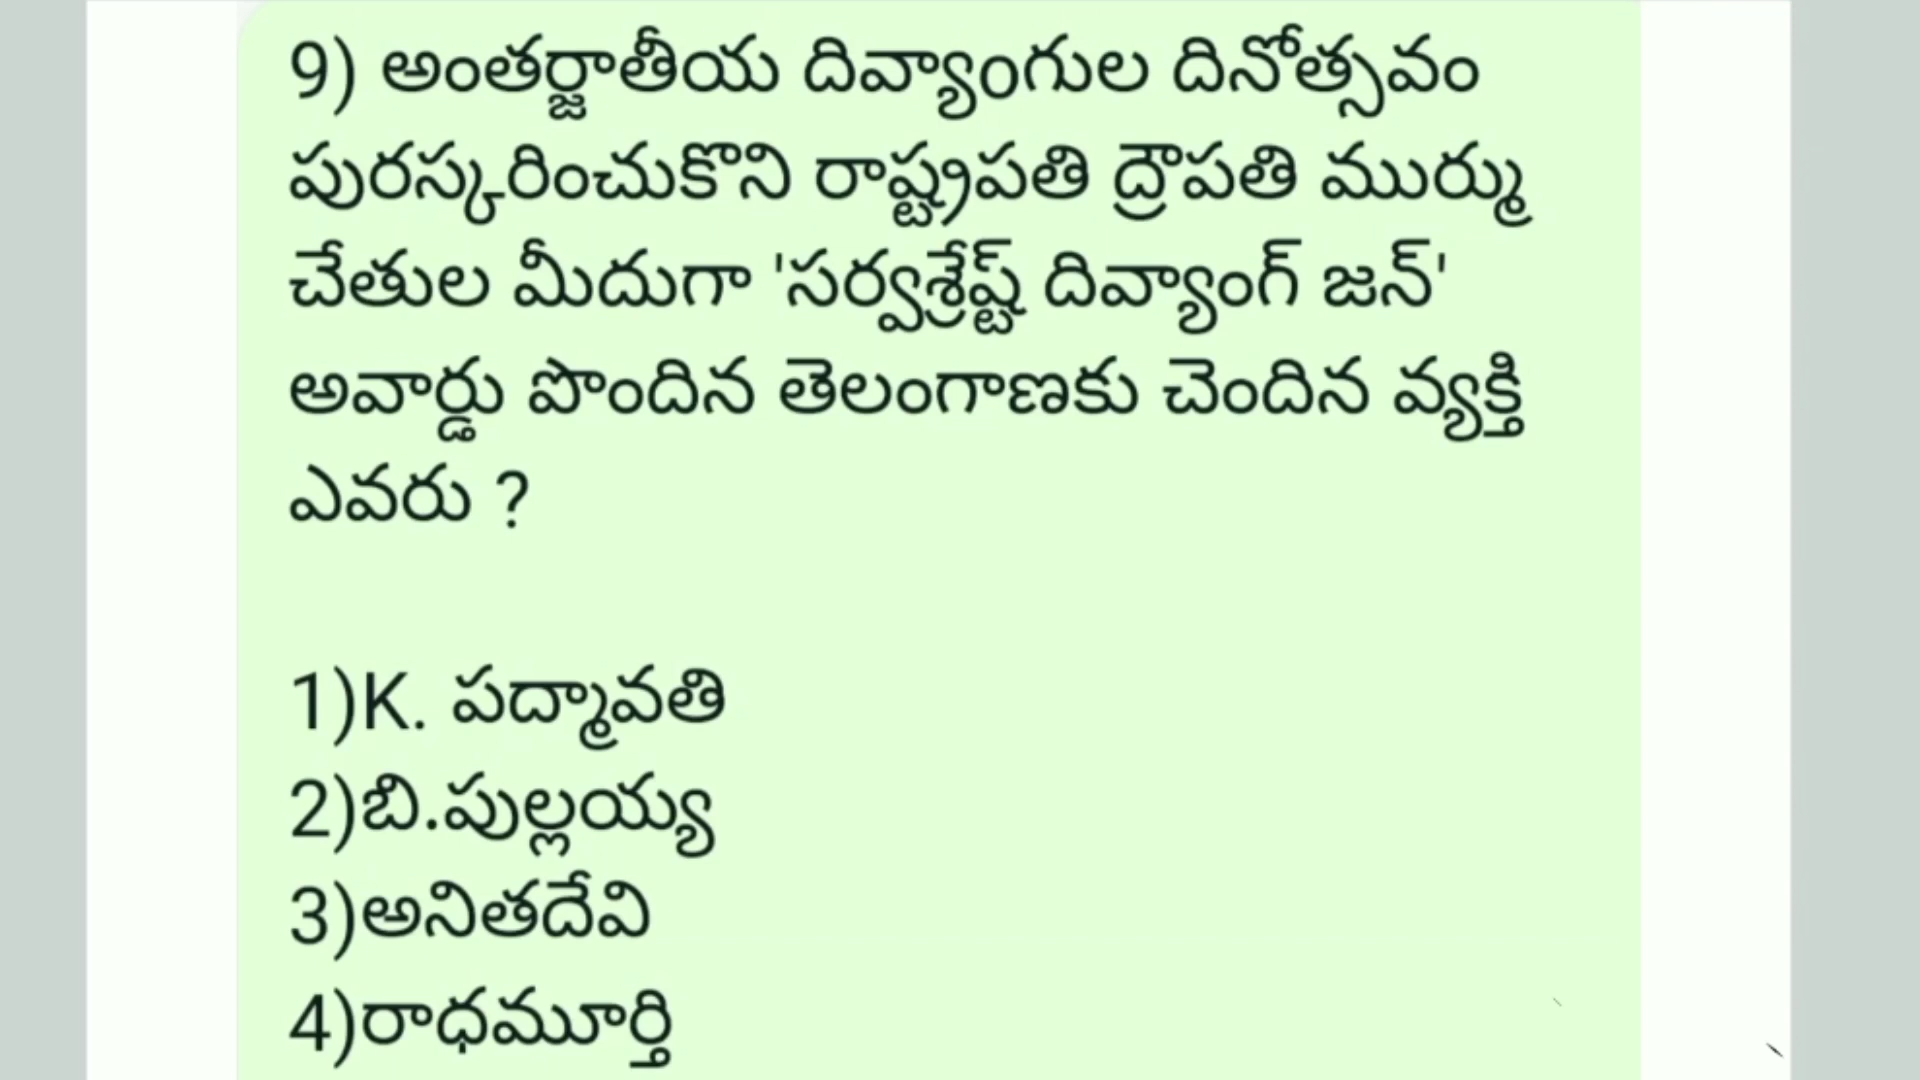 9) అంతర్జాతీయ దివ్యాంగుల దినోత్సవం
పురస్కరించుకొని రాష్ట్రపతి ద్రౌపతి ముర్ము
చేతుల మీదుగా 'సర్వశ్రేష్ట్ దివ్యాంగ్ జన్'
అవార్డు పొందిన తెలంగాణకు చెందిన వ్యక్తి
ఎవరు ?
1)K. పద్మావతి
2)బి.పుల్లయ్య
3)అనితదేవి
4)రాధమూర్తి